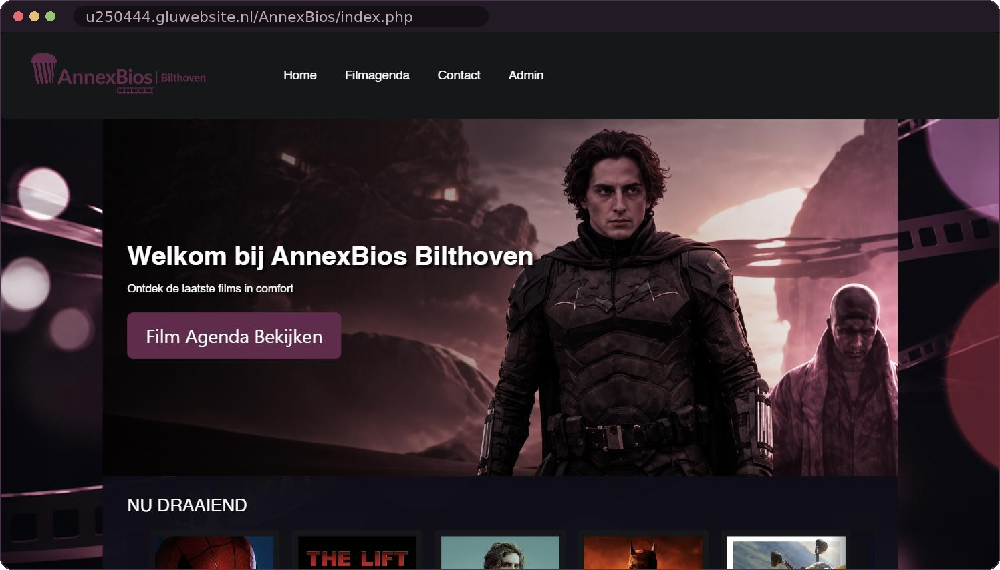 u250444.gluwebsite.nl/AnnexBios/index.php
AnnexBios | Bilthoven
Home Filmagenda Contact Admin
Welkom bij AnnexBios Bilthoven
Ontdek de laatste films in comfort
Film Agenda Bekijken
NU DRAAIEND
THE LIFT